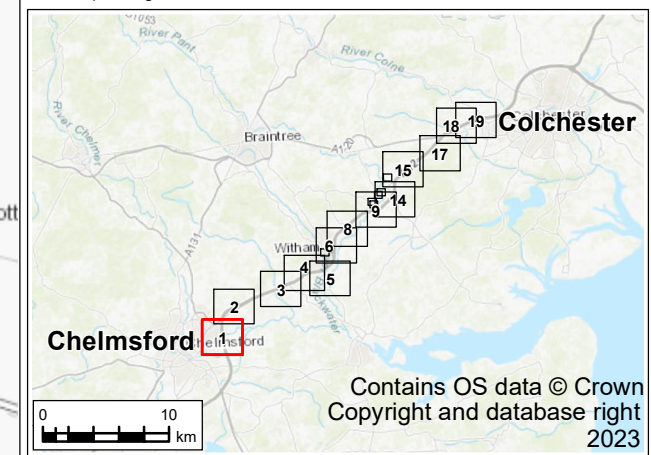 River Pant
River Colne
River Chelmer
Braintree
A120
A131
18
19
Colchester
17
15
14
9
8
Witham
6
4
5
3
2
Chelmsford
1
Contains OS data © Crown
Copyright and database right
2023
0 10
km